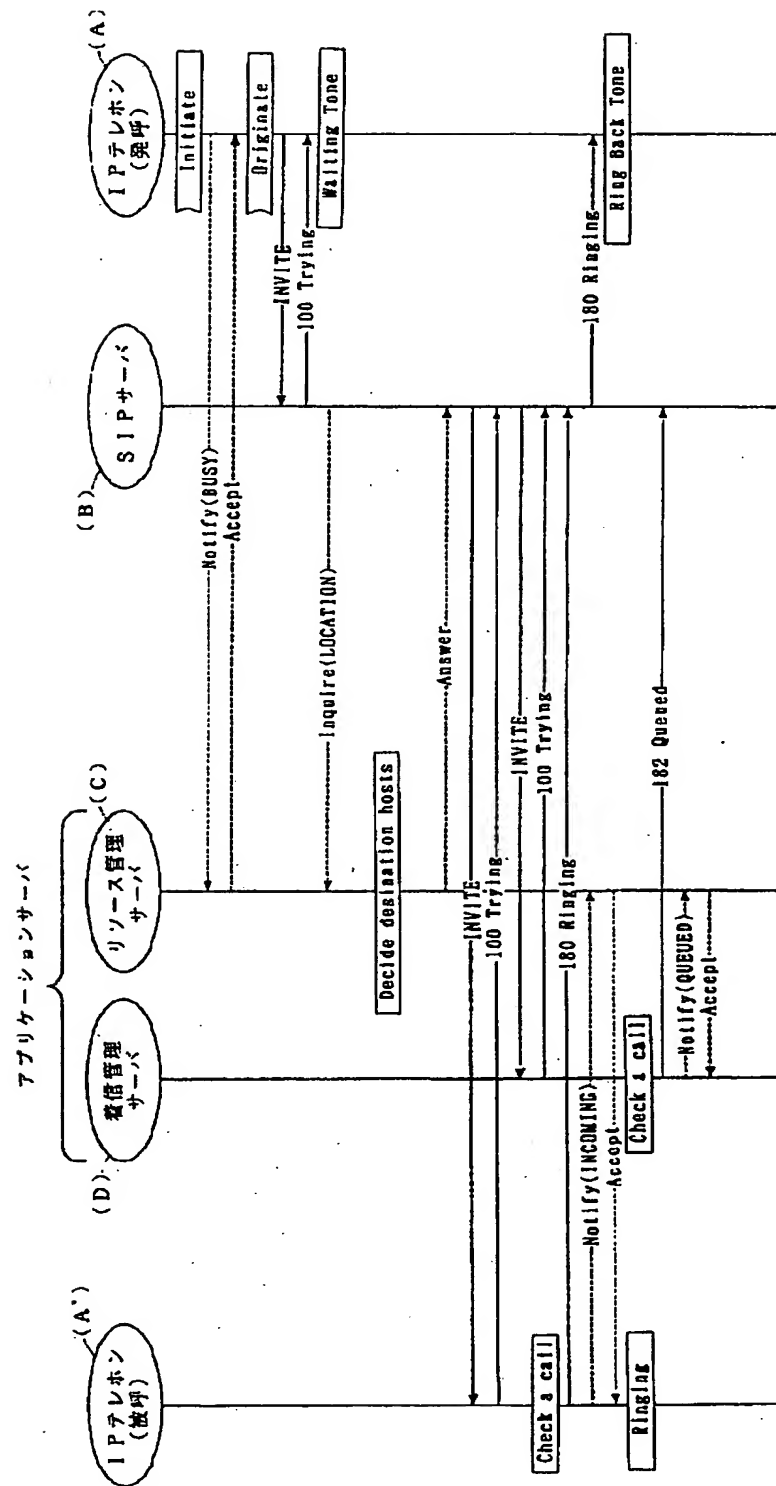 アプリケーションサーバ
(A')
IPテレホン
(被呼)
(D)
着信管理
サーバ
(C)
リソース管理
サーバ
(B)
SIPサーバ
(A)
IPテレホン
(発呼)
Initiate
Notify(BUSY)
Accept
Originate
INVITE
100 Trying
Waiting Tone
Inquire(LOCATION)
Decide desination hosts
Answer
INVITE
100 Trying
INVITE
100 Trying
Check a call
180 Ringing
180 Ringing
Notify(INCOMING)
Accept
Ring Back Tone
Ringing
Check a call
182 Queued
Notify(QUEUED)
Accept